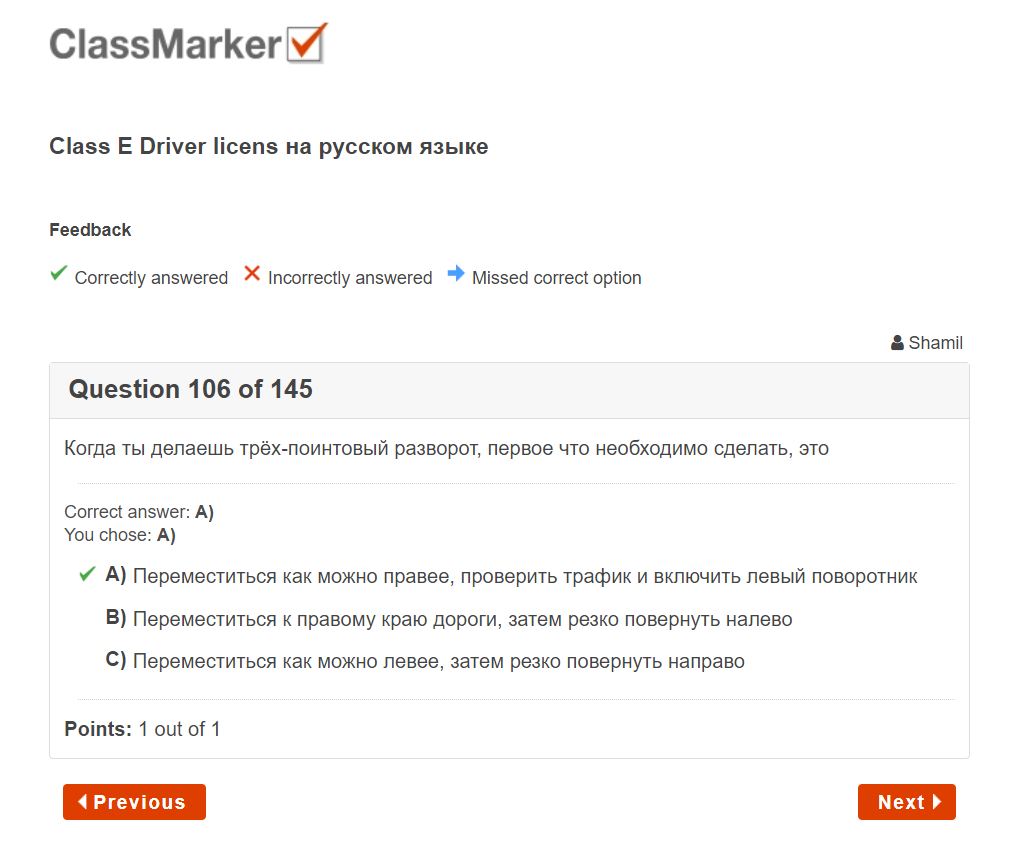 ClassMarker
Class E Driver licens на русском языке
Feedback
Correctly answered Incorrectly answered Missed correct option
Shamil
Question 106 of 145
Когда ты делаешь трёх-поинтовый разворот, первое что необходимо сделать, это
Correct answer: A)
You chose: A)
A) Переместиться как можно правее, проверить трафик и включить левый поворотник
B) Переместиться к правому краю дороги, затем резко повернуть налево
C) Переместиться как можно левее, затем резко повернуть направо
Points: 1 out of 1
Previous Next